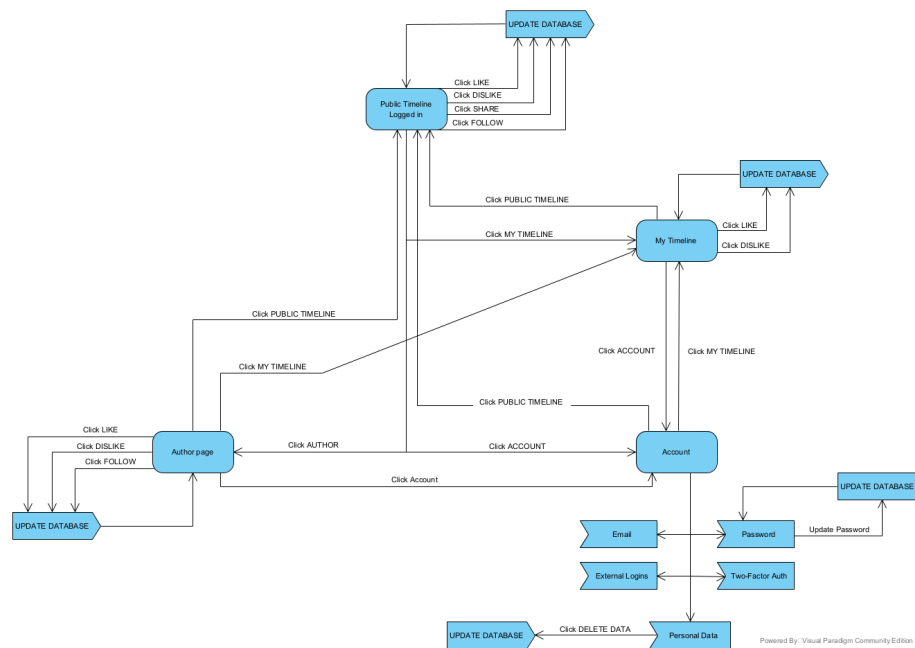 UPDATE DATABASE
Click LIKE
Click DISLIKE
Public Timeline
Logged in
Click SHARE
Click FOLLOW
UPDATE DATABASE
Click PUBLIC TIMELINE
Click LIKE
Click MY TIMELINE
My Timeline
Click DISLIKE
Click PUBLIC TIMELINE
Click ACCOUNT
Click MY TIMELINE
Click MY TIMELINE
Click PUBLIC TIMELINE
Click LIKE
Click DISLIKE
Author page
Click AUTHOR
Click ACCOUNT
Account
Click FOLLOW
Click Account
UPDATE DATABASE
UPDATE DATABASE
Email
Password
Update Password
External Logins
Two-Factor Auth
UPDATE DATABASE
Click DELETE DATA
Personal Data
Powered By Visual Paradigm Community Edition